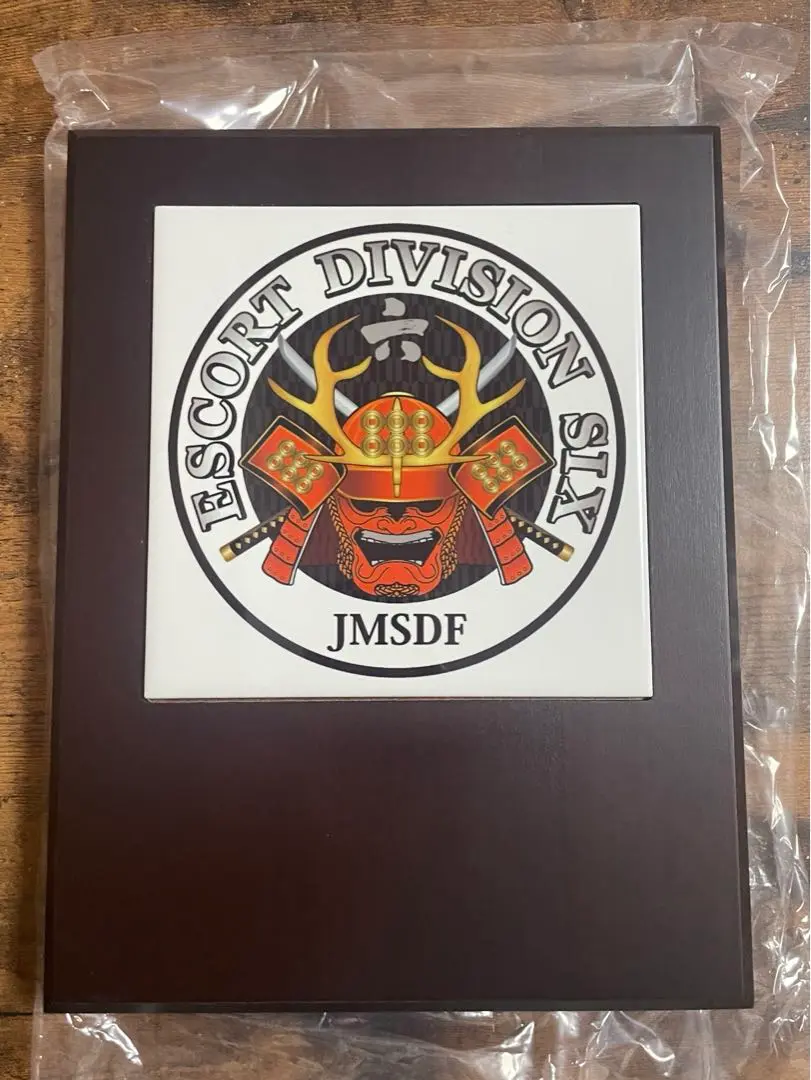 ESCORT DIVISION SIX
六
JMSDF